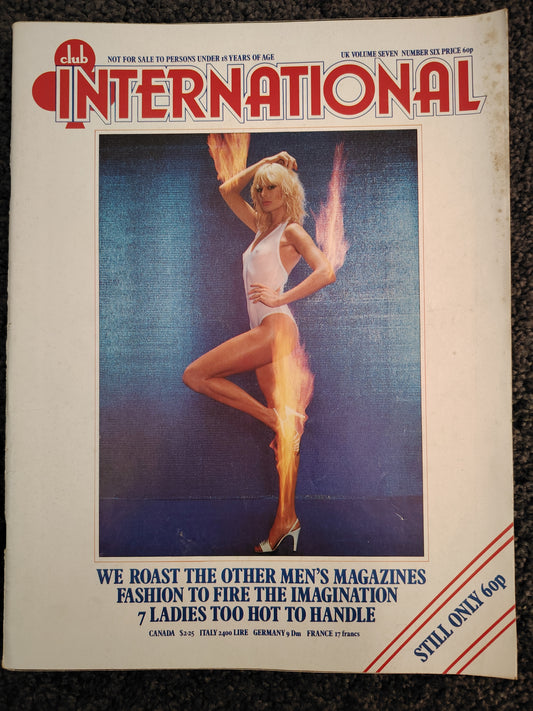 club
NOT FOR SALE TO PERSONS UNDER 18 YEARS OF AGE
UK VOLUME SEVEN NUMBER SIX PRICE 60p
INTERNATIONAL
WE ROAST THE OTHER MEN'S MAGAZINES
FASHION TO FIRE THE IMAGINATION
7 LADIES TOO HOT TO HANDLE
CANADA $2·25 ITALY 2400 LIRE GERMANY 9 Dm FRANCE 17 francs
STILL ONLY 60p